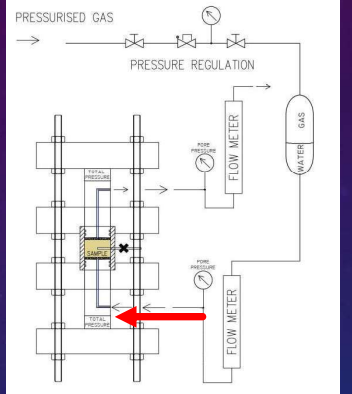 PRESSURISED GAS
PRESSURE REGULATION
GAS
WATER
FLOW METER
PORE
PRESSURE
TOTAL
PRESSURE
SAMPLE
PORE
PRESSURE
FLOW METER
TOTAL
PRESSURE